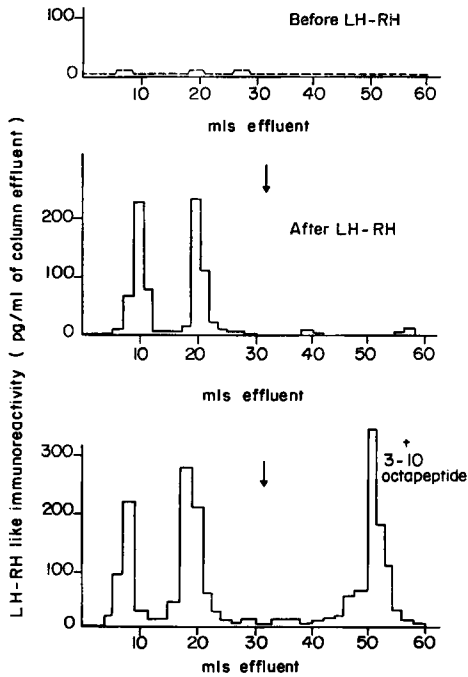 LH-RH like immunoreactivity ( pg/ml of column effluent )
Before LH-RH
100
0
10 20 30 40 50 60
mls effluent
After LH-RH
200
100
0
10 20 30 40 50 60
mls effluent
300
200
100
0
+
3-10
octapeptide
10 20 30 40 50 60
mls effluent